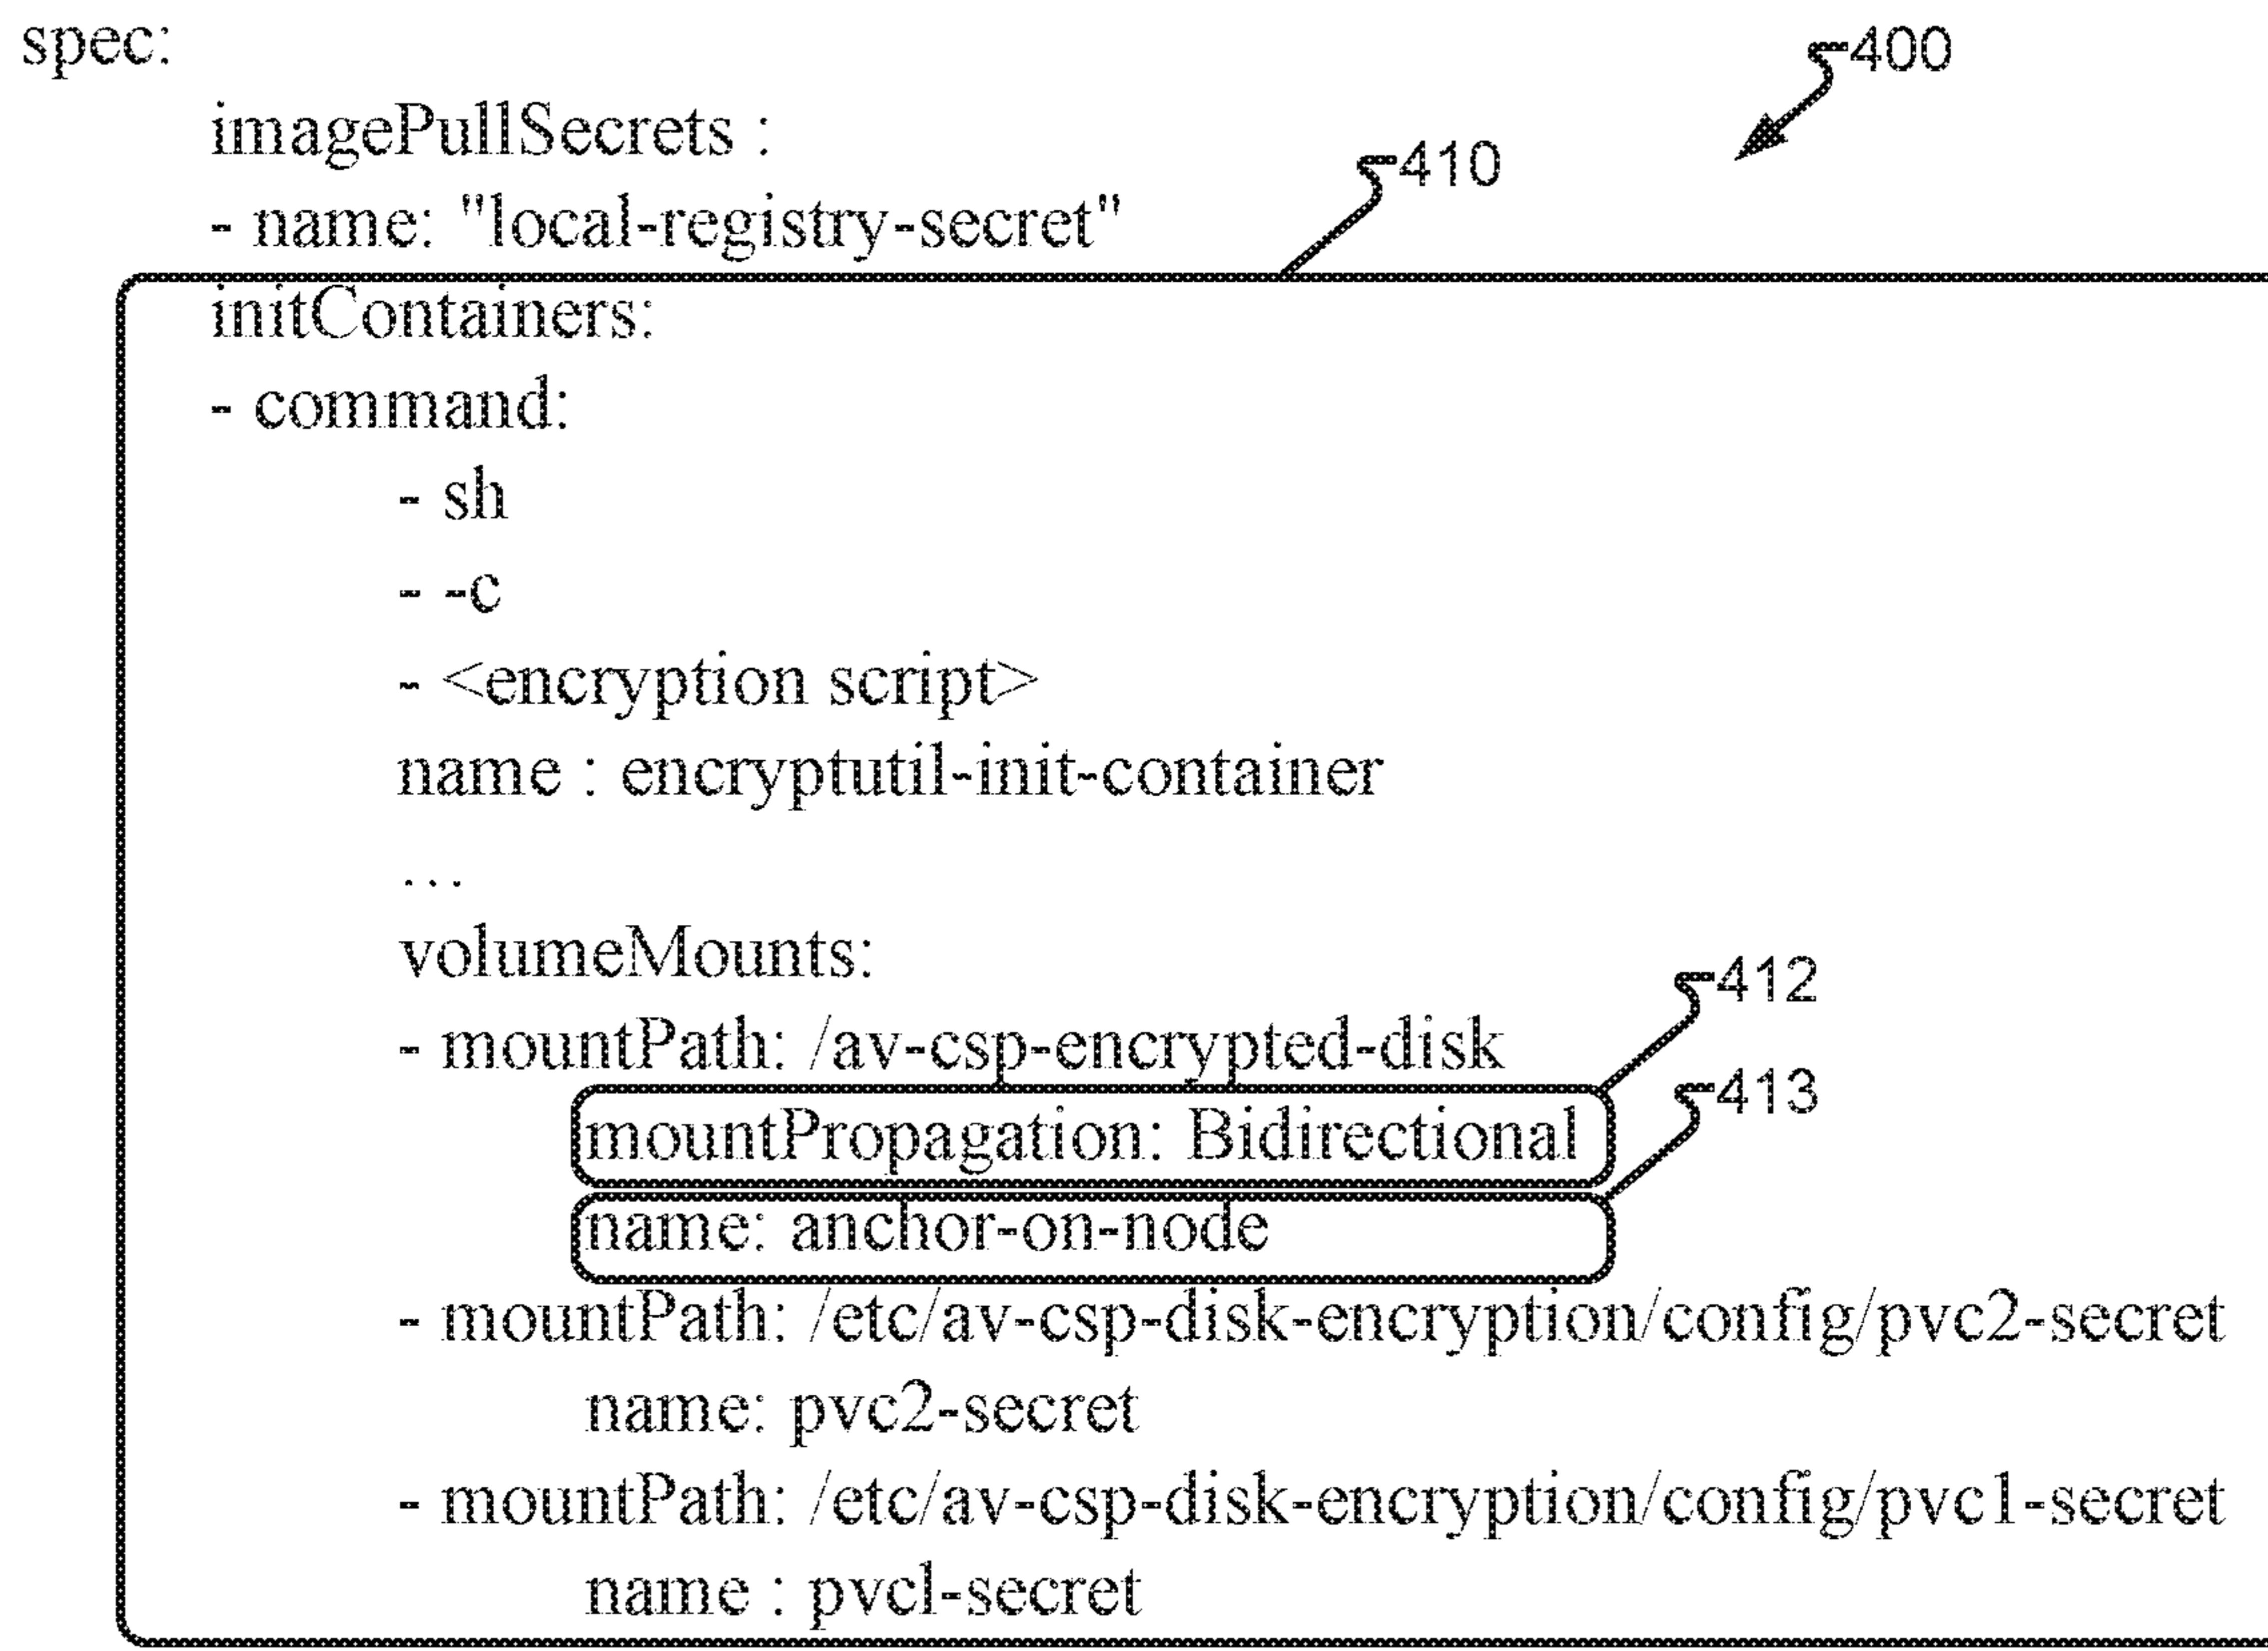 spec:
400
imagePullSecrets :
410
- name: "local-registry-secret"
initContainers:
- command:
- sh
- -c
- <encryption script>
name : encryptutil-init-container
...
volumeMounts:
412
- mountPath: /av-csp-encrypted-disk
413
mountPropagation: Bidirectional
name: anchor-on-node
- mountPath: /etc/av-csp-disk-encryption/config/pvc2-secret
name: pvc2-secret
- mountPath: /etc/av-csp-disk-encryption/config/pvc1-secret
name : pvcl-secret